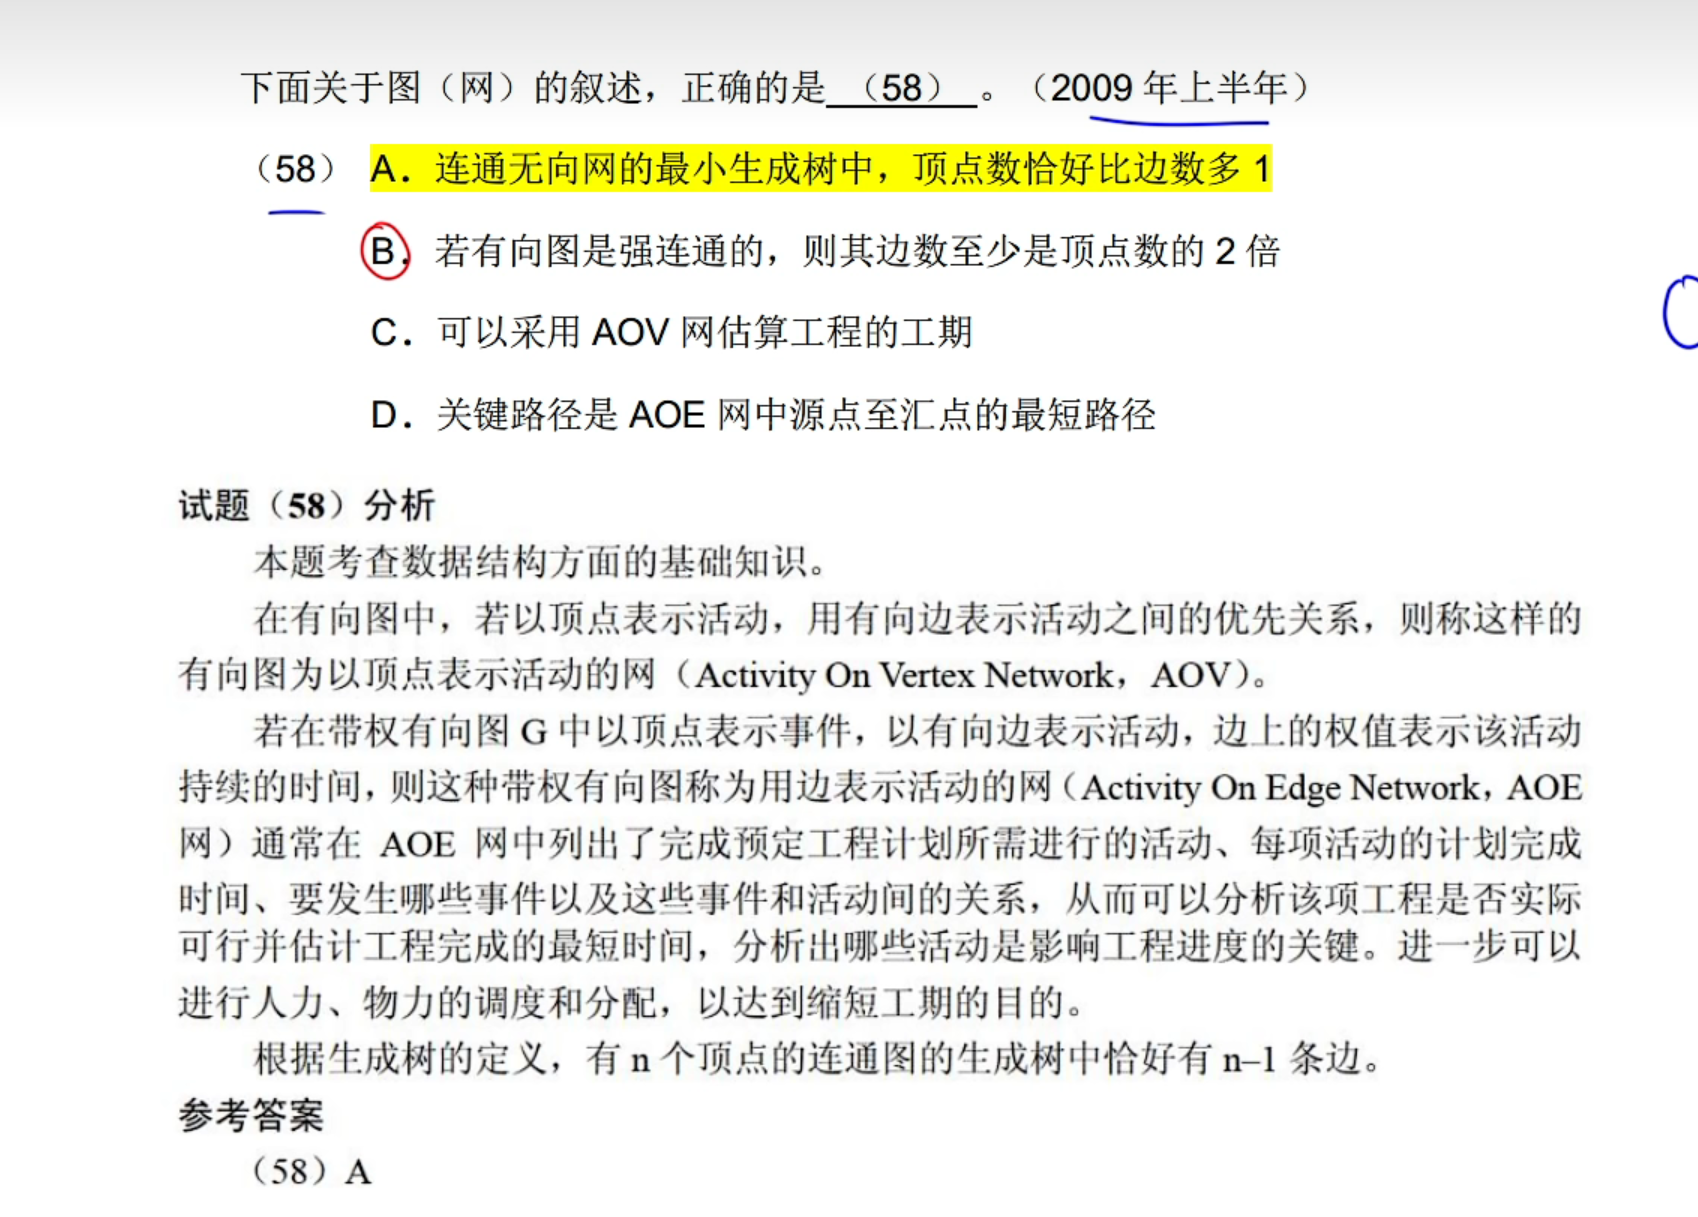 下面关于图（网）的叙述，正确的是 （58） 。（2009 年上半年）
（58） A．连通无向网的最小生成树中，顶点数恰好比边数多 1
B．若有向图是强连通的，则其边数至少是顶点数的 2 倍
C．可以采用 AOV 网估算工程的工期
D．关键路径是 AOE 网中源点至汇点的最短路径
试题（58）分析
本题考查数据结构方面的基础知识。
在有向图中，若以顶点表示活动，用有向边表示活动之间的优先关系，则称这样的
有向图为以顶点表示活动的网（Activity On Vertex Network，AOV）。
若在带权有向图 G 中以顶点表示事件，以有向边表示活动，边上的权值表示该活动
持续的时间，则这种带权有向图称为用边表示活动的网（Activity On Edge Network，AOE
网）通常在 AOE 网中列出了完成预定工程计划所需进行的活动、每项活动的计划完成
时间、要发生哪些事件以及这些事件和活动间的关系，从而可以分析该项工程是否实际
可行并估计工程完成的最短时间，分析出哪些活动是影响工程进度的关键。进一步可以
进行人力、物力的调度和分配，以达到缩短工期的目的。
根据生成树的定义，有 n 个顶点的连通图的生成树中恰好有 n–1 条边。
参考答案
（58）A